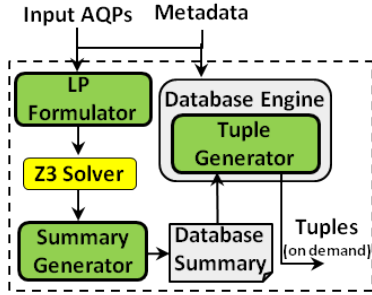 Input AQPs
Metadata
LP
Formulator
Database Engine
Tuple
Generator
Z3 Solver
Summary
Generator
Database
Summary
Tuples
(on demand)